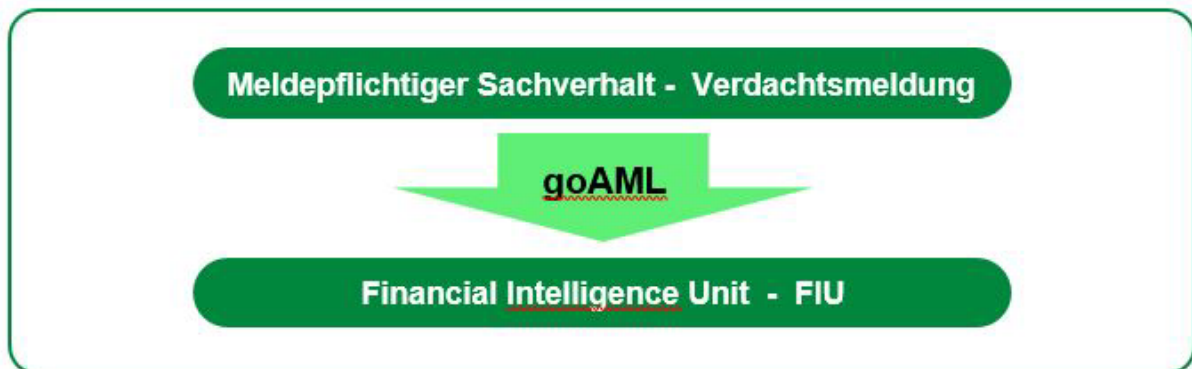 Meldepflichtiger Sachverhalt - Verdachtsmeldung
goAML
Financial Intelligence Unit - FIU